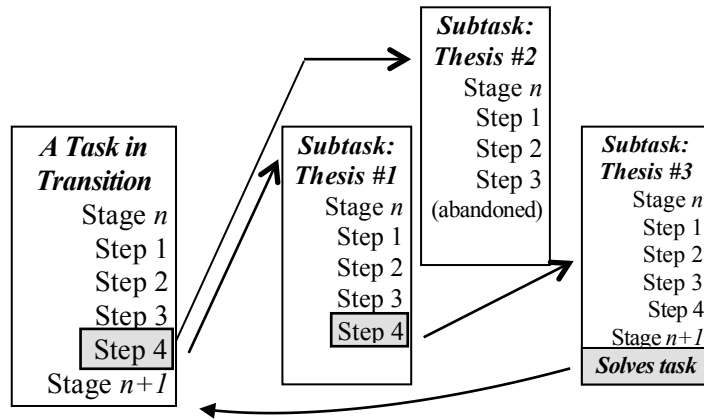 A Task in
Transition
Stage n
Step 1
Step 2
Step 3
Step 4
Stage n+1
Subtask:
Thesis #1
Stage n
Step 1
Step 2
Step 3
Step 4
Subtask:
Thesis #2
Stage n
Step 1
Step 2
Step 3
(abandoned)
Subtask:
Thesis #3
Stage n
Step 1
Step 2
Step 3
Step 4
Stage n+1
Solves task